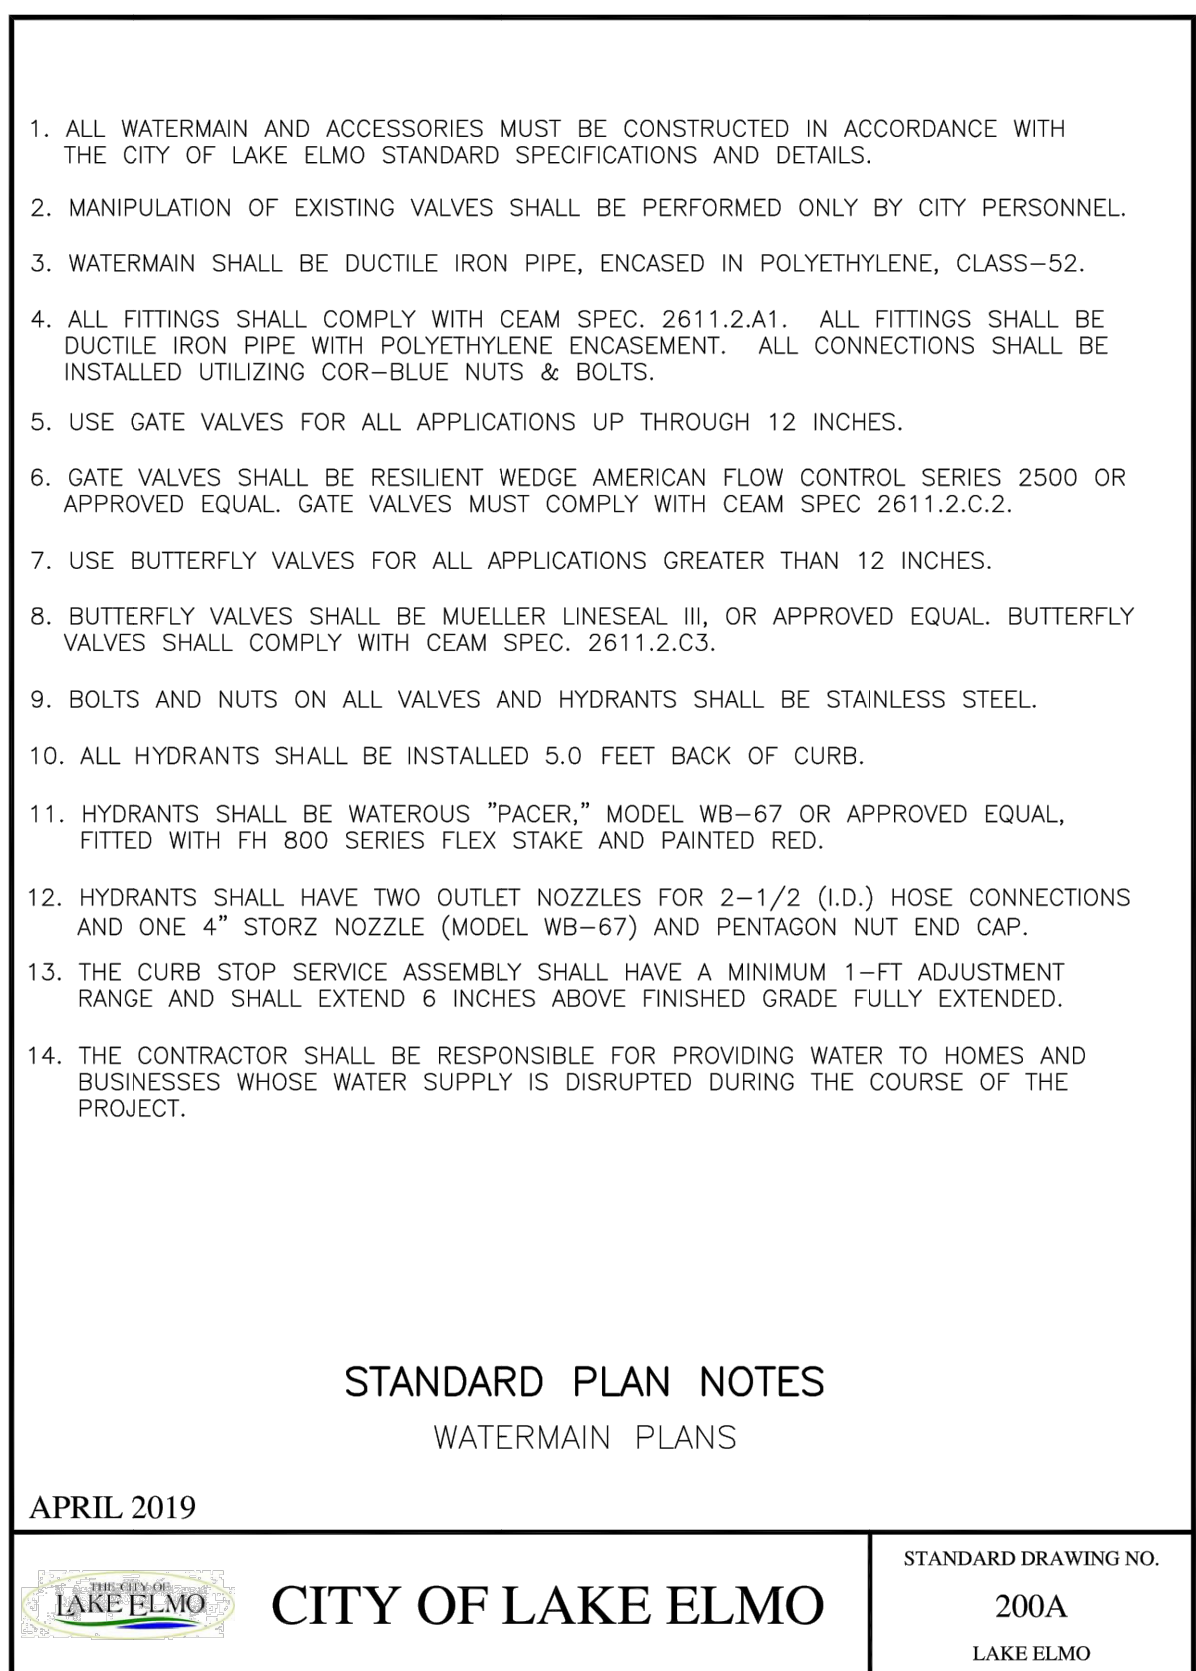 1. ALL WATERMAIN AND ACCESSORIES MUST BE CONSTRUCTED IN ACCORDANCE WITH
THE CITY OF LAKE ELMO STANDARD SPECIFICATIONS AND DETAILS.
2. MANIPULATION OF EXISTING VALVES SHALL BE PERFORMED ONLY BY CITY PERSONNEL.
3. WATERMAIN SHALL BE DUCTILE IRON PIPE, ENCASED IN POLYETHYLENE, CLASS-52.
4. ALL FITTINGS SHALL COMPLY WITH CEAM SPEC. 2611.2.A1. ALL FITTINGS SHALL BE
DUCTILE IRON PIPE WITH POLYETHYLENE ENCASEMENT. ALL CONNECTIONS SHALL BE
INSTALLED UTILIZING COR-BLUE NUTS & BOLTS.
5. USE GATE VALVES FOR ALL APPLICATIONS UP THROUGH 12 INCHES.
6. GATE VALVES SHALL BE RESILIENT WEDGE AMERICAN FLOW CONTROL SERIES 2500 OR
APPROVED EQUAL. GATE VALVES MUST COMPLY WITH CEAM SPEC 2611.2.C.2.
7. USE BUTTERFLY VALVES FOR ALL APPLICATIONS GREATER THAN 12 INCHES.
8. BUTTERFLY VALVES SHALL BE MUELLER LINESEAL III, OR APPROVED EQUAL. BUTTERFLY
VALVES SHALL COMPLY WITH CEAM SPEC. 2611.2.C3.
9. BOLTS AND NUTS ON ALL VALVES AND HYDRANTS SHALL BE STAINLESS STEEL.
10. ALL HYDRANTS SHALL BE INSTALLED 5.0 FEET BACK OF CURB.
11. HYDRANTS SHALL BE WATEROUS "PACER," MODEL WB-67 OR APPROVED EQUAL,
FITTED WITH FH 800 SERIES FLEX STAKE AND PAINTED RED.
12. HYDRANTS SHALL HAVE TWO OUTLET NOZZLES FOR 2-1/2 (I.D.) HOSE CONNECTIONS
AND ONE 4" STORZ NOZZLE (MODEL WB-67) AND PENTAGON NUT END CAP.
13. THE CURB STOP SERVICE ASSEMBLY SHALL HAVE A MINIMUM 1-FT ADJUSTMENT
RANGE AND SHALL EXTEND 6 INCHES ABOVE FINISHED GRADE FULLY EXTENDED.
14. THE CONTRACTOR SHALL BE RESPONSIBLE FOR PROVIDING WATER TO HOMES AND
BUSINESSES WHOSE WATER SUPPLY IS DISRUPTED DURING THE COURSE OF THE
PROJECT.
STANDARD PLAN NOTES
WATERMAIN PLANS
APRIL 2019
THE CITY OF
LAKE ELMO
CITY OF LAKE ELMO
STANDARD DRAWING NO.
200A
LAKE ELMO